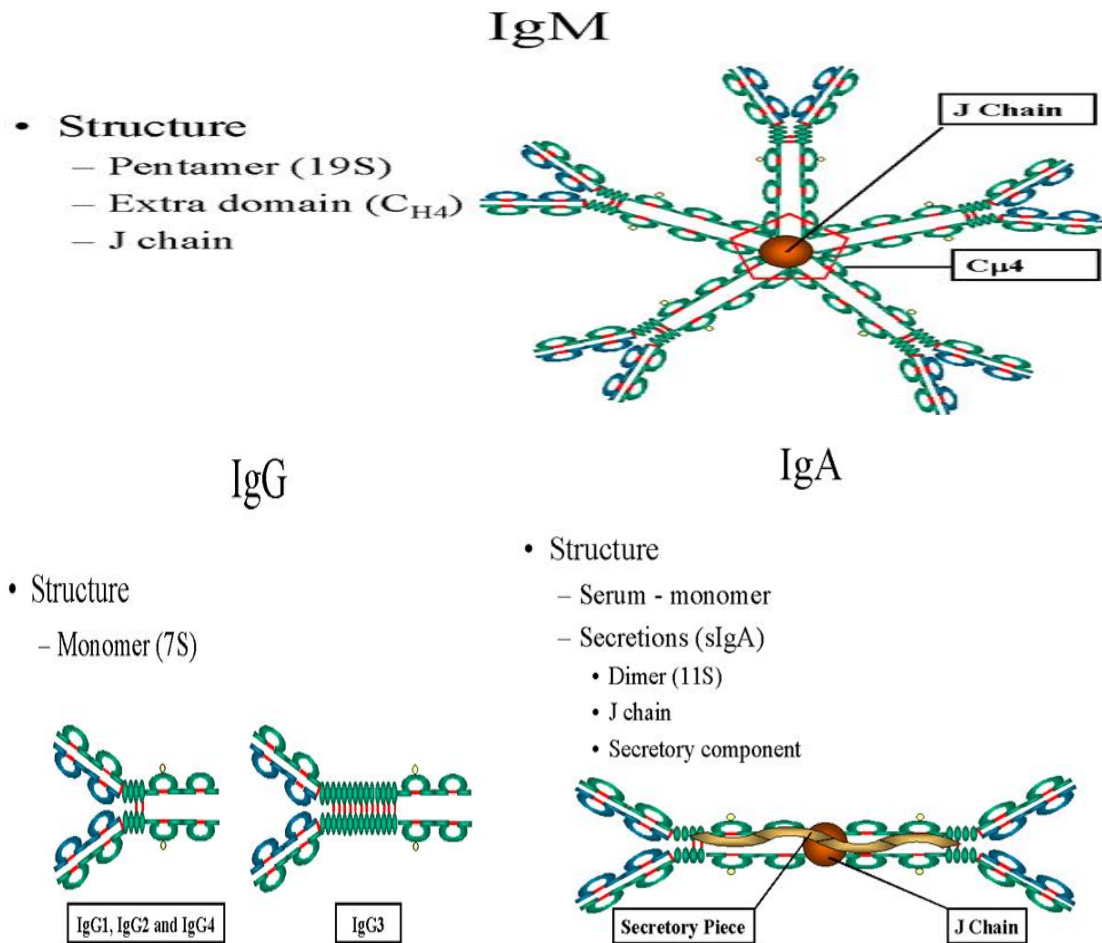 IgM
• Structure
– Pentamer (19S)
– Extra domain (C_H4)
– J chain
J Chain
Cμ4
IgG
• Structure
– Monomer (7S)
IgG1, IgG2 and IgG4
IgG3
IgA
• Structure
– Serum - monomer
– Secretions (sIgA)
• Dimer (11S)
• J chain
• Secretory component
Secretory Piece
J Chain